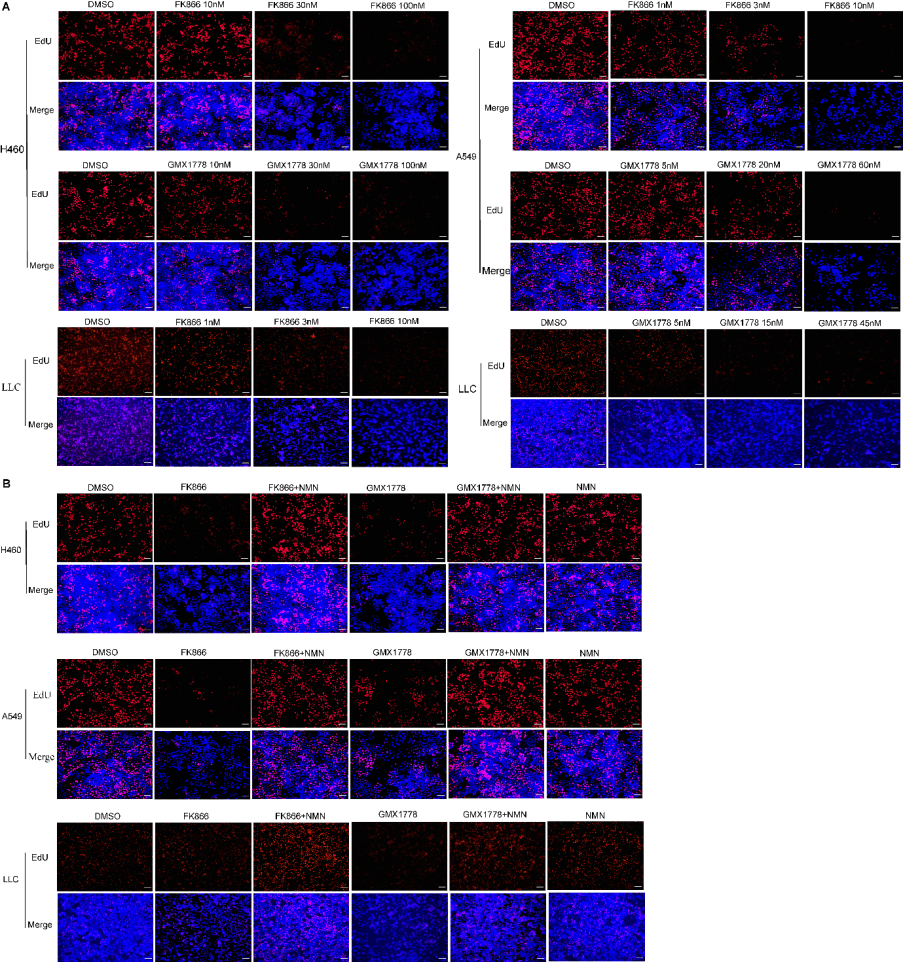 A
DMSO FK866 10nM FK866 30nM FK866 100nM
EdU
Merge
H460
DMSO GMX1778 10nM GMX1778 30nM GMX1778 100nM
EdU
Merge
DMSO FK866 1nM FK866 3nM FK866 10nM
EdU
LLC
Merge
DMSO FK866 1nM FK866 3nM FK866 10nM
EdU
Merge
A549
DMSO GMX1778 5nM GMX1778 20nM GMX1778 60nM
EdU
Merge
DMSO GMX1778 5nM GMX1778 15nM GMX1778 45nM
EdU
LLC
Merge
B
DMSO FK866 FK866+NMN GMX1778 GMX1778+NMN NMN
EdU
H460
Merge
DMSO FK866 FK866+NMN GMX1778 GMX1778+NMN NMN
EdU
A549
Merge
DMSO FK866 FK866+NMN GMX1778 GMX1778+NMN NMN
EdU
LLC
Merge